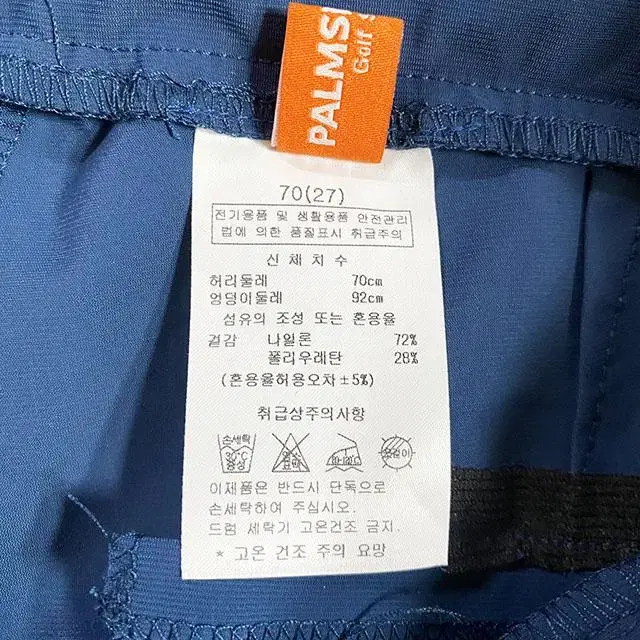 PALMS
Golf
70(27)
전기용품 및 생활용품 안전관리
법에 의한 품질표시 취급주의
신체치수
허리둘레 70cm
엉덩이둘레 92cm
섬유의 조성 또는 혼용율
겉감 나일론 72%
폴리우레탄 28%
(혼용율허용오차±5%)
취급상주의사항
손세탁
30℃
중성
이제품은 반드시 단독으로
손세탁하여 주십시오.
드럼 세탁기 고온건조 금지.
* 고온 건조 주의 요망